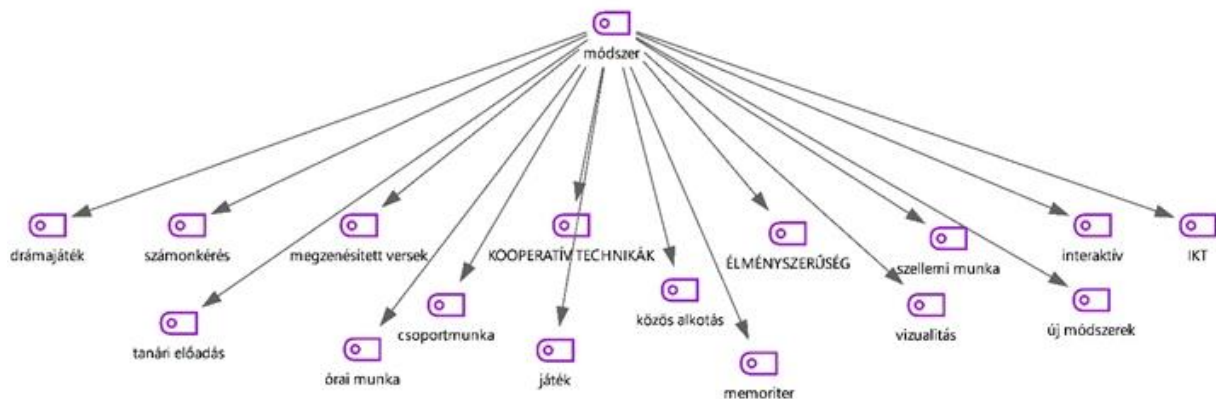 módszer
drámajáték
számonkérés
megzenésített versek
KOOPERATÍV TECHNIKÁK
ÉLMÉNYSZERŰSÉG
szellemi munka
interaktív
IKT
tanári előadás
csoportmunka
közös alkotás
vizualitás
új módszerek
órai munka
játék
memoriter